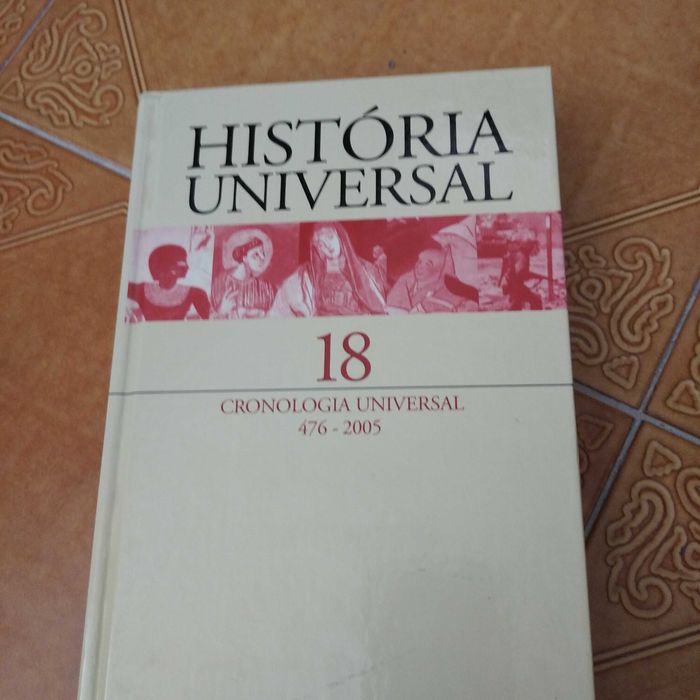 HISTÓRIA
UNIVERSAL
18
CRONOLOGIA UNIVERSAL
476 - 2005